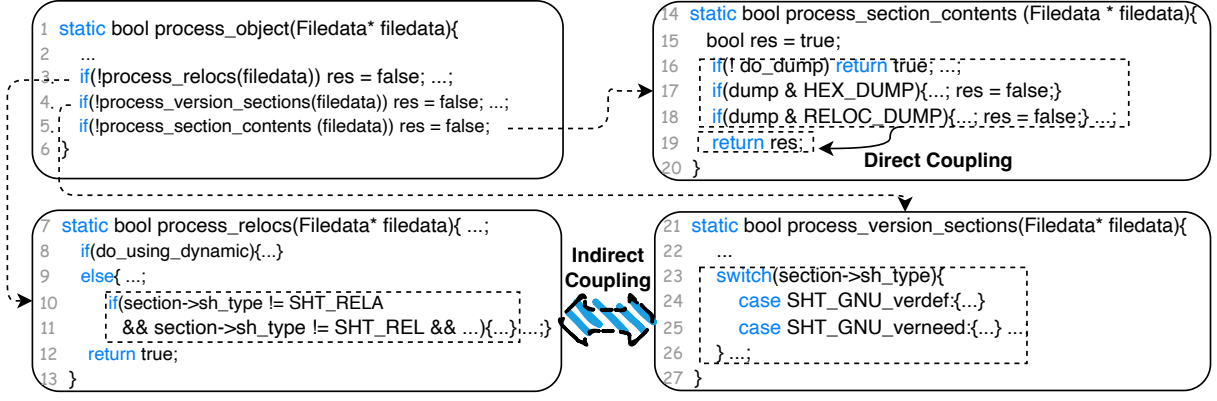 1 static bool process_object(Filedata* filedata){
2 ...
3 if(!process_relocs(filedata)) res = false; ...;
4 if(!process_version_sections(filedata)) res = false; ...;
5 if(!process_section_contents (filedata)) res = false;
6 }
14 static bool process_section_contents (Filedata * filedata){
15 bool res = true;
16 if(! do_dump) return true; ...;
17 if(dump & HEX_DUMP){...; res = false;}
18 if(dump & RELOC_DUMP){...; res = false;} ...;
19 return res;
Direct Coupling
20 }
7 static bool process_relocs(Filedata* filedata){ ...;
8 if(do_using_dynamic){...}
9 else{ ...;
10 if(section->sh_type != SHT_RELA
11 && section->sh_type != SHT_REL && ...){...}...;}
12 return true;
13 }
Indirect
Coupling
21 static bool process_version_sections(Filedata* filedata){
22 ...
23 switch(section->sh_type){
24 case SHT_GNU_verdef:{...}
25 case SHT_GNU_verneed:{...} ...
26 } ...;
27 }